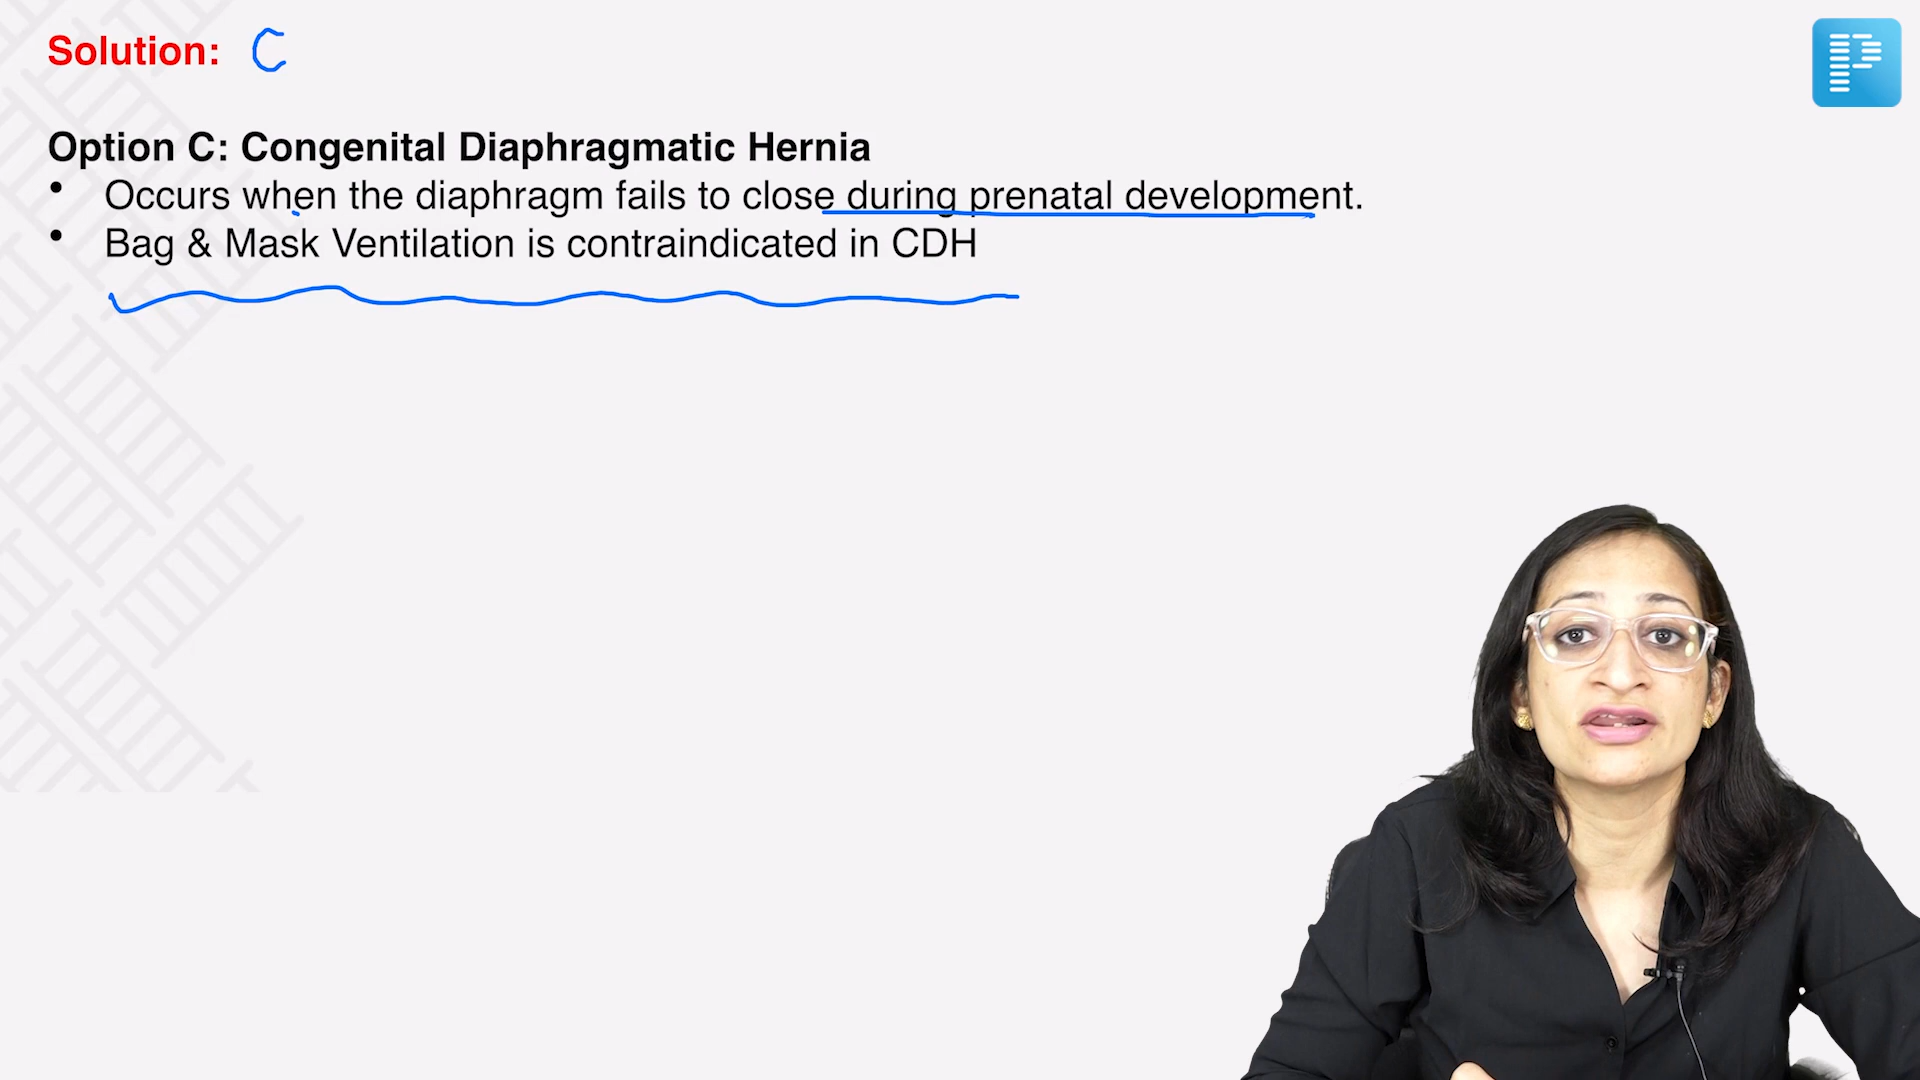 Solution: C
Option C: Congenital Diaphragmatic Hernia
• Occurs when the diaphragm fails to close during prenatal development.
• Bag & Mask Ventilation is contraindicated in CDH
P